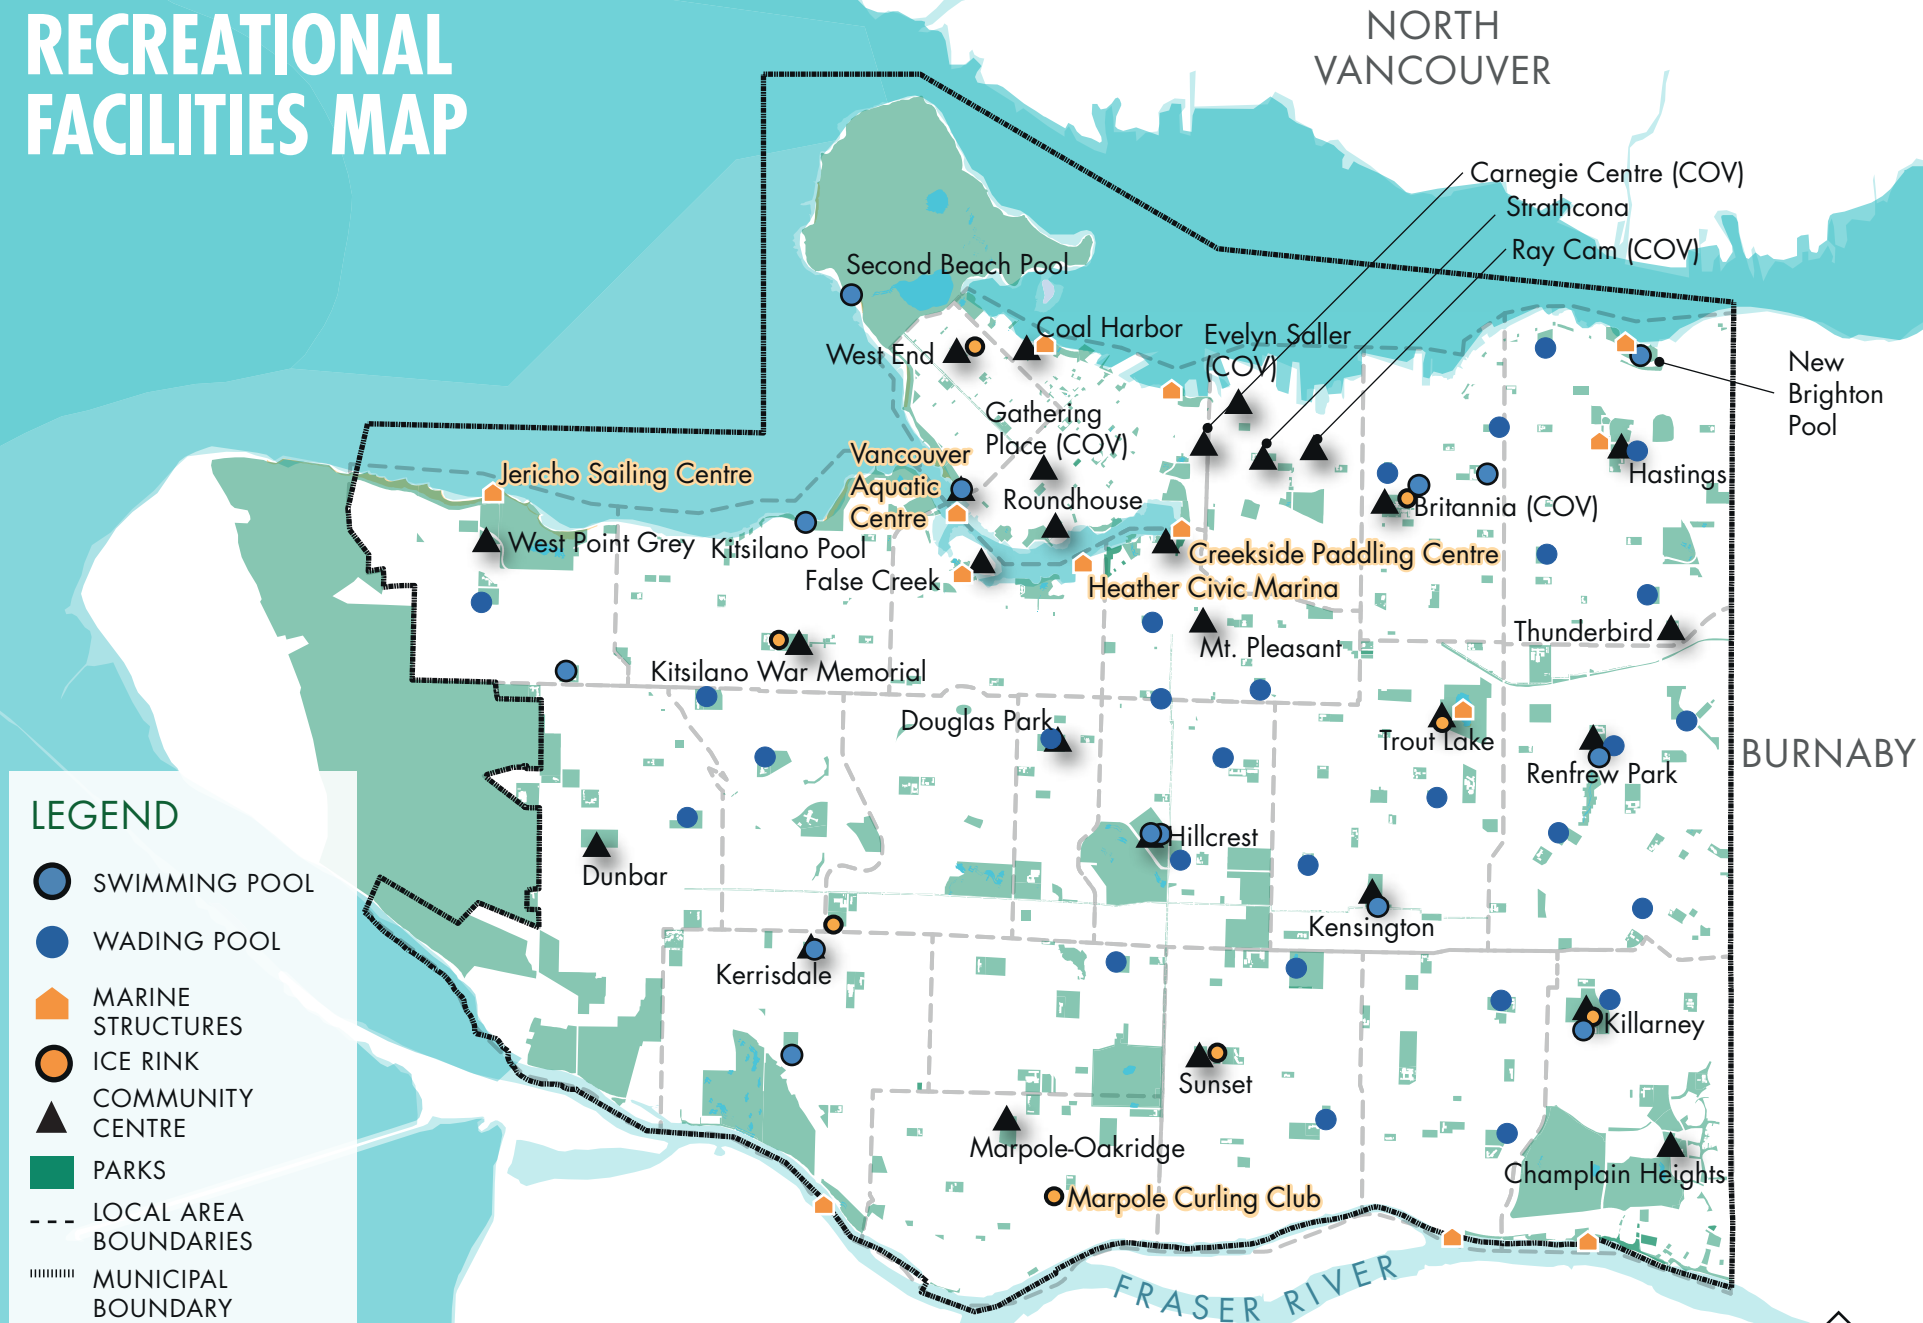 RECREATIONAL
FACILITIES MAP
NORTH
VANCOUVER
Carnegie Centre (COV)
Strathcona
Ray Cam (COV)
Second Beach Pool
Coal Harbor
Evelyn Saller
(COV)
West End
New
Brighton
Pool
Gathering
Place (COV)
Vancouver
Aquatic
Centre
Jericho Sailing Centre
Hastings
Roundhouse
Britannia (COV)
West Point Grey
Kitsilano Pool
Creekside Paddling Centre
False Creek
Heather Civic Marina
Thunderbird
Mt. Pleasant
Kitsilano War Memorial
Douglas Park
Trout Lake
BURNABY
Renfrew Park
Hillcrest
Dunbar
Kensington
Kerrisdale
Killarney
Sunset
Marpole-Oakridge
Champlain Heights
Marpole Curling Club
FRASER RIVER
LEGEND
SWIMMING POOL
WADING POOL
MARINE
STRUCTURES
ICE RINK
COMMUNITY
CENTRE
PARKS
LOCAL AREA
BOUNDARIES
MUNICIPAL
BOUNDARY